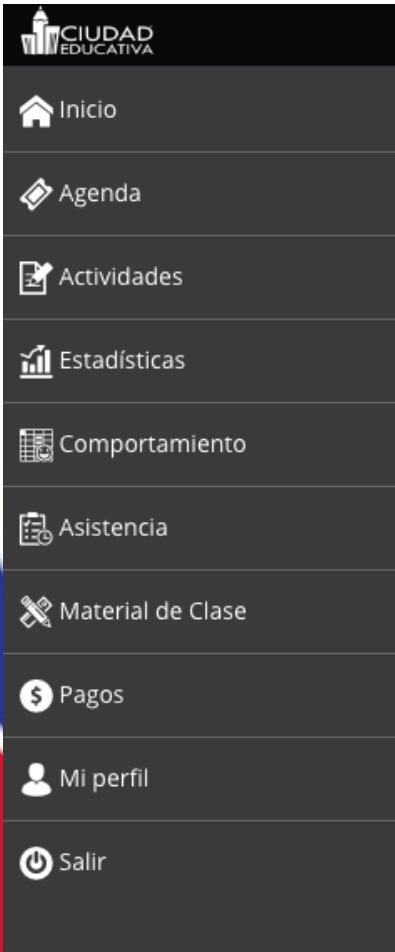 CIUDAD
EDUCATIVA
Inicio
Agenda
Actividades
Estadísticas
Comportamiento
Asistencia
Material de Clase
Pagos
Mi perfil
Salir